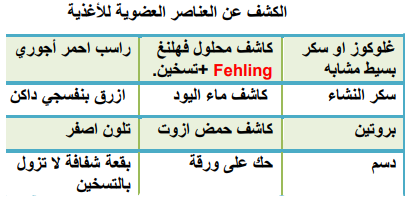 الكشف عن العناصر العضوية للأغذية
غلوكوز او سكر بسيط مشابه
كاشف محلول فهلنغ Fehling +تسخين.
راسب احمر أجوري
سكر النشاء
كاشف ماء اليود
ازرق بنفسجي داكن
بروتين
كاشف حمض ازوت
تلون اصفر
دسم
حك على ورقة
بقعة شفافة لا تزول بالتسخين